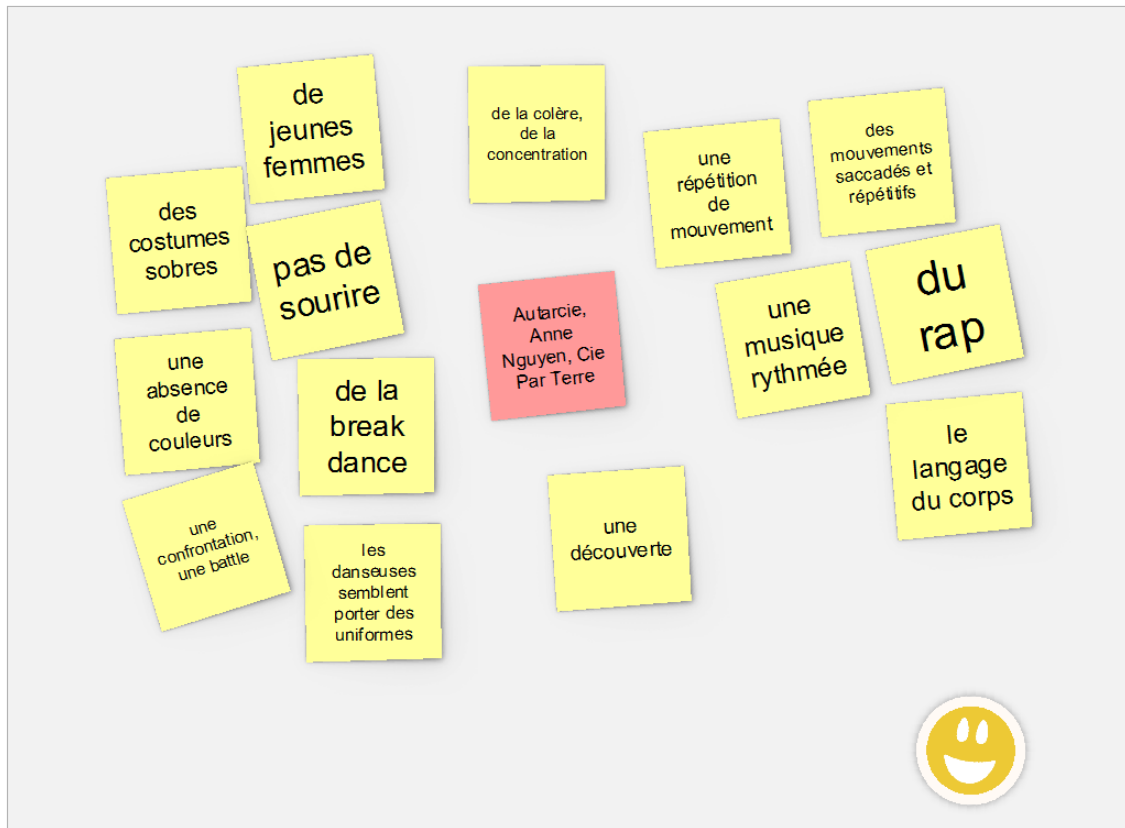 de
jeunes
femmes
des
costumes
sobres
pas de
sourire
une
absence
de
couleurs
de la
break
dance
une
confrontation,
une battle
les
danseuses
semblent
porter des
uniformes
de la colère,
de la
concentration
Autarcie,
Anne
Nguyen, Cie
Par Terre
une
découverte
une
répétition
de
mouvement
des
mouvements
saccadés et
répétitifs
une
musique
rythmée
du
rap
le
langage
du corps